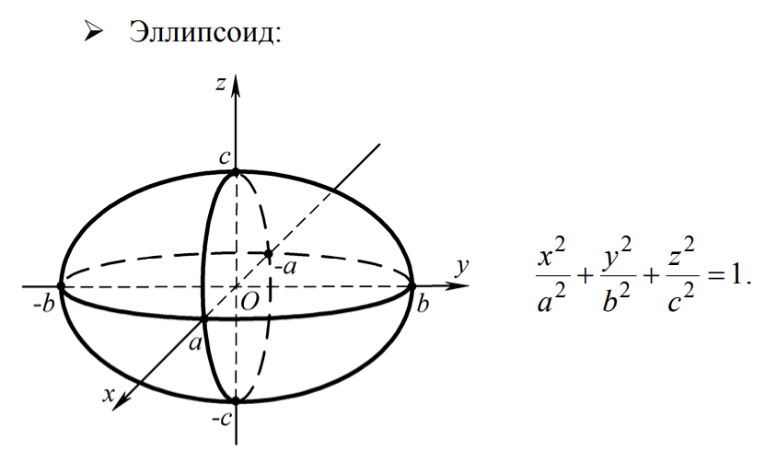 ➢ Эллипсоид:
z
c
-a
y
-b
O
b
a
x
-c
x²/a² + y²/b² + z²/c² = 1.